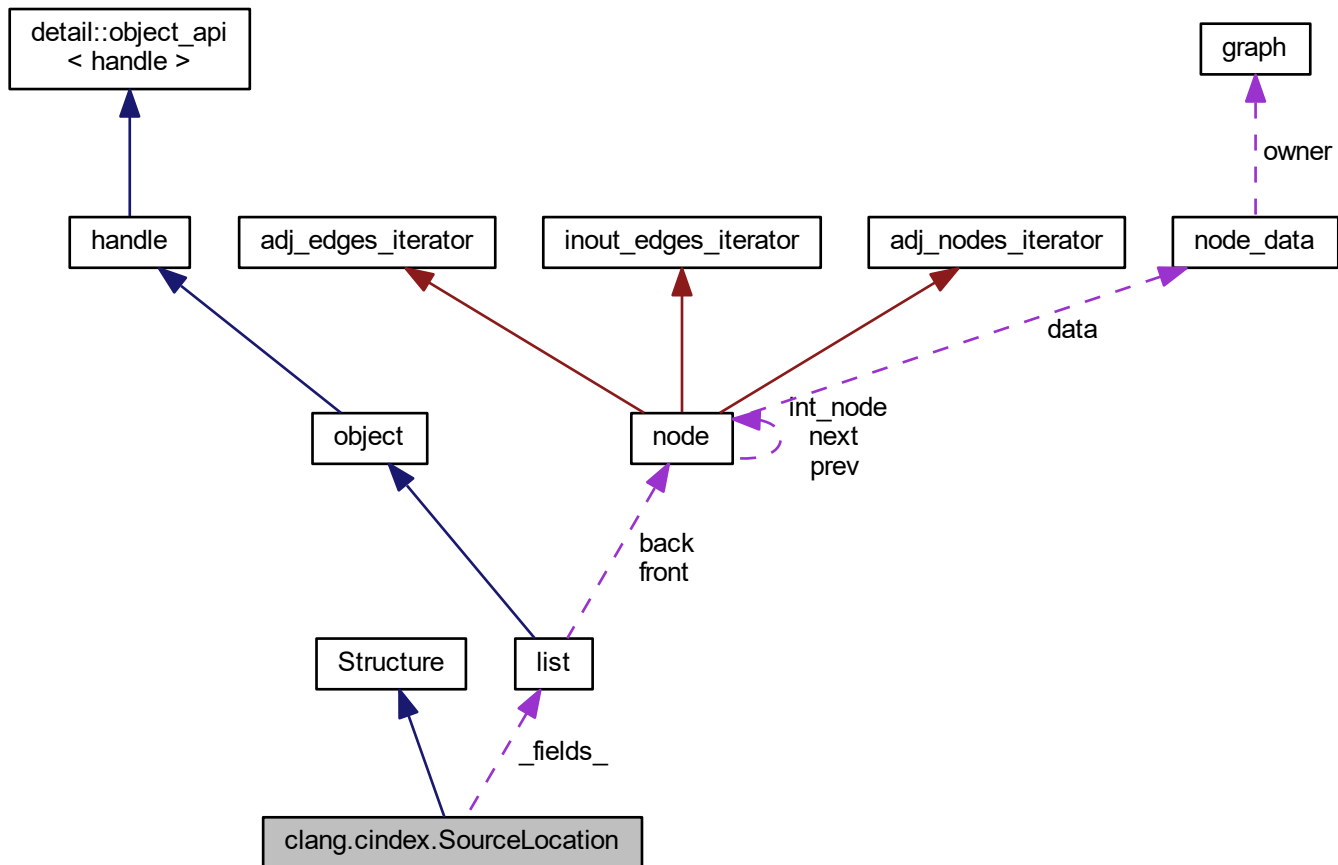 detail::object_api
< handle >
graph
owner
handle
adj_edges_iterator
inout_edges_iterator
adj_nodes_iterator
node_data
data
object
node
int_node
next
prev
back
front
Structure
list
_fields_
clang.cindex.SourceLocation